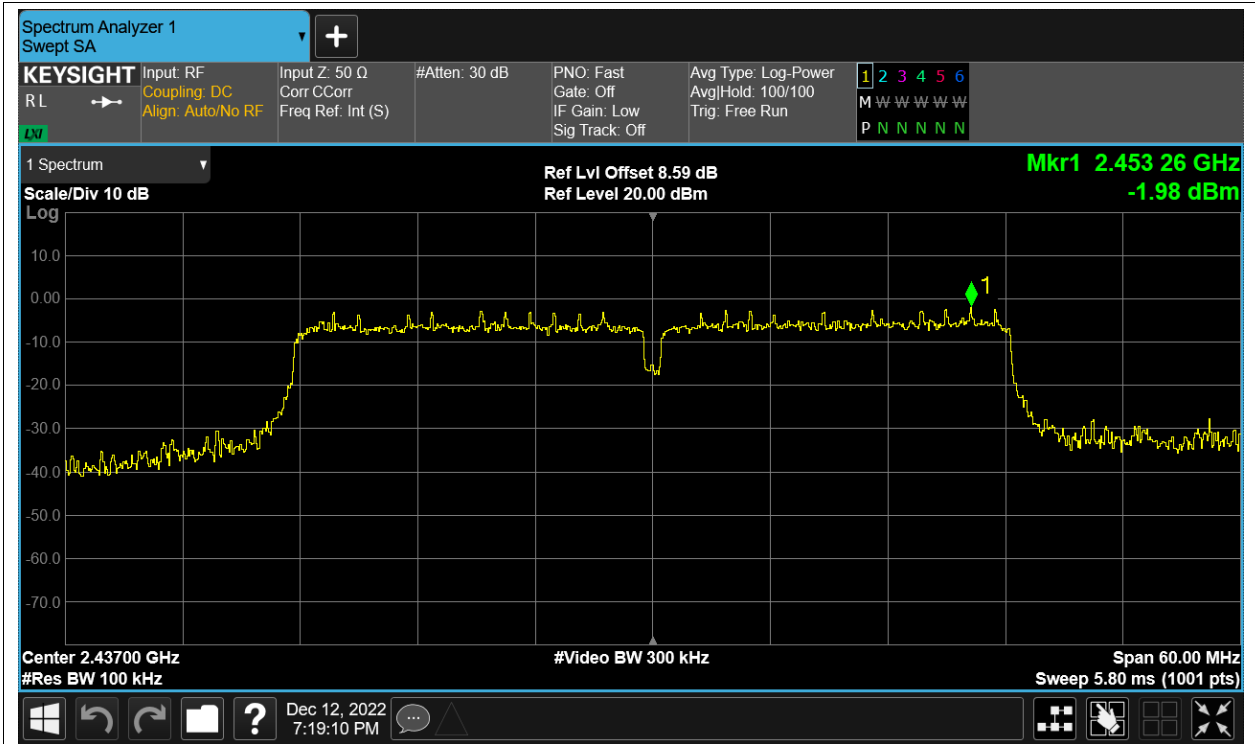 Spectrum Analyzer 1
Swept SA
KEYSIGHT
R L
LXI
Input: RF
Coupling: DC
Align: Auto/No RF
Input Z: 50 Ω
Corr CCorr
Freq Ref: Int (S)
#Atten: 30 dB
PNO: Fast
Gate: Off
IF Gain: Low
Sig Track: Off
Avg Type: Log-Power
Avg|Hold: 100/100
Trig: Free Run
1 2 3 4 5 6
M W W W W W
P N N N N N
1 Spectrum
Scale/Div 10 dB
Log
Ref Lvl Offset 8.59 dB
Ref Level 20.00 dBm
Mkr1 2.453 26 GHz
-1.98 dBm
10.0
0.00
-10.0
-20.0
-30.0
-40.0
-50.0
-60.0
-70.0
1
Center 2.43700 GHz
#Res BW 100 kHz
#Video BW 300 kHz
Span 60.00 MHz
Sweep 5.80 ms (1001 pts)
?
Dec 12, 2022
7:19:10 PM